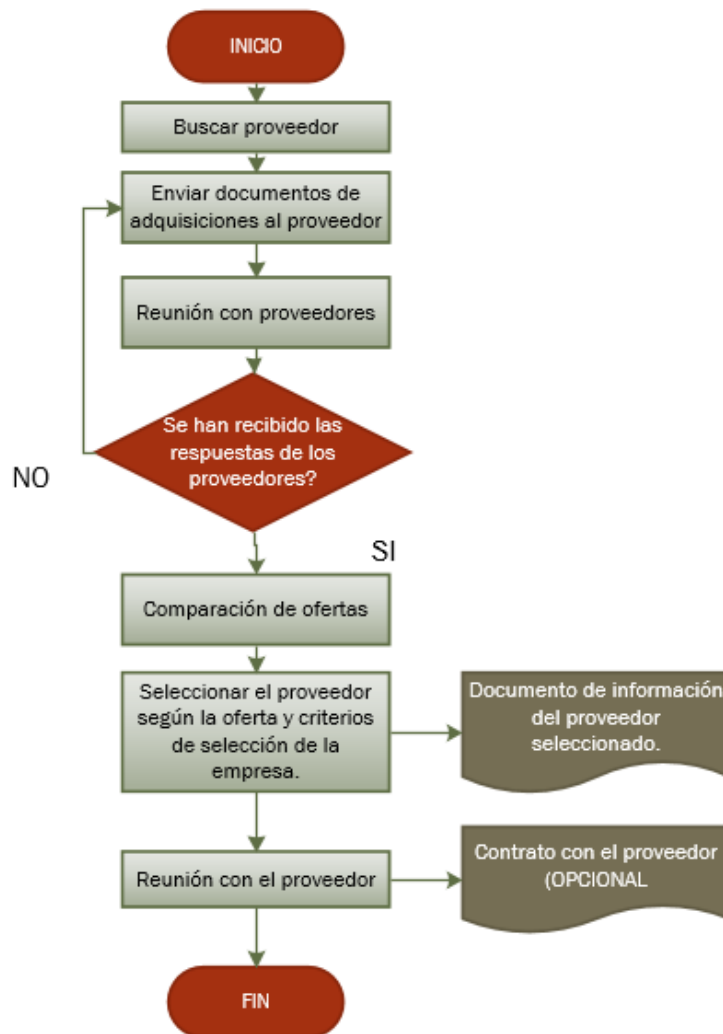 INICIO
Buscar proveedor
Enviar documentos de
adquisiciones al proveedor
Reunión con proveedores
Se han recibido las
respuestas de los
proveedores?
NO
SI
Comparación de ofertas
Seleccionar el proveedor
según la oferta y criterios
de selección de la
empresa.
Documento de información
del proveedor
seleccionado.
Reunión con el proveedor
Contrato con el proveedor
(OPCIONAL
FIN